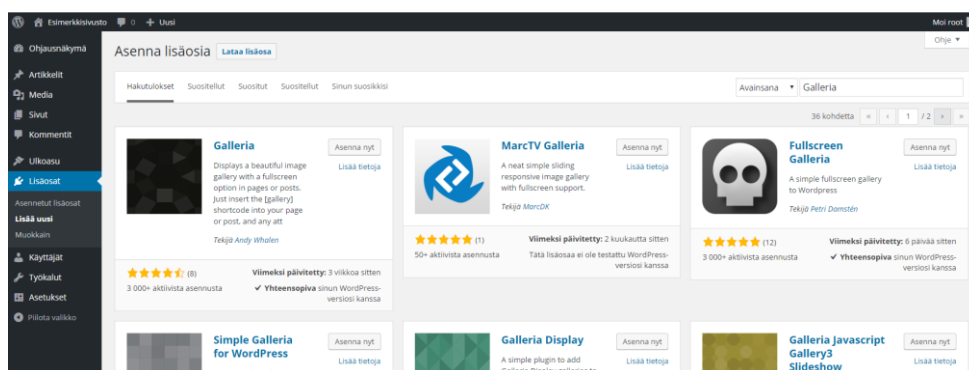 Esimerkkisivusto 0 + Uusi Moi root
Ohjausnäkymä
Artikkelit
Media
Sivut
Kommentit
Ulkoasu
Lisäosat
Asennetut lisäosat
Lisää uusi
Muokkain
Käyttäjät
Työkalut
Asetukset
Piilota valikko
Ohje ▼
Asenna lisäosia Lataa lisäosa
Hakutulokset Suositellut Suositut Suositellut Sinun suosikkisi
Avainsana ▼ Galleria
36 kohdetta « ‹ 1 / 2 › »
Galleria
Asenna nyt
Lisää tietoja
Displays a beautiful image
gallery with a fullscreen
option in pages or posts.
Just insert the [gallery]
shortcode into your page
or post, and any att
Tekijä Andy Whalen
(8)
Viimeksi päivitetty: 3 viikkoa sitten
3 000+ aktiivista asennusta
✔ Yhteensopiva sinun WordPress-
versiosi kanssa
MarcTV Galleria
Asenna nyt
Lisää tietoja
A neat simple sliding
responsive image gallery
with fullscreen support.
Tekijä MarcDK
(1)
Viimeksi päivitetty: 2 kuukautta sitten
50+ aktiivista asennusta
Tätä lisäosaa ei ole testattu WordPress-
versiosi kanssa
Fullscreen
Galleria
Asenna nyt
Lisää tietoja
A simple fullscreen gallery
to Wordpress
Tekijä Petri Damstén
(12)
Viimeksi päivitetty: 6 päivää sitten
3 000+ aktiivista asennusta
✔ Yhteensopiva sinun WordPress-
versiosi kanssa
Simple Galleria
for WordPress
Asenna nyt
Lisää tietoja
Galleria Display
Asenna nyt
Lisää tietoja
A simple plugin to add
Galleria Display galleries to
Galleria Javascript
Gallery3
Slideshow
Asenna nyt
Lisää tietoja